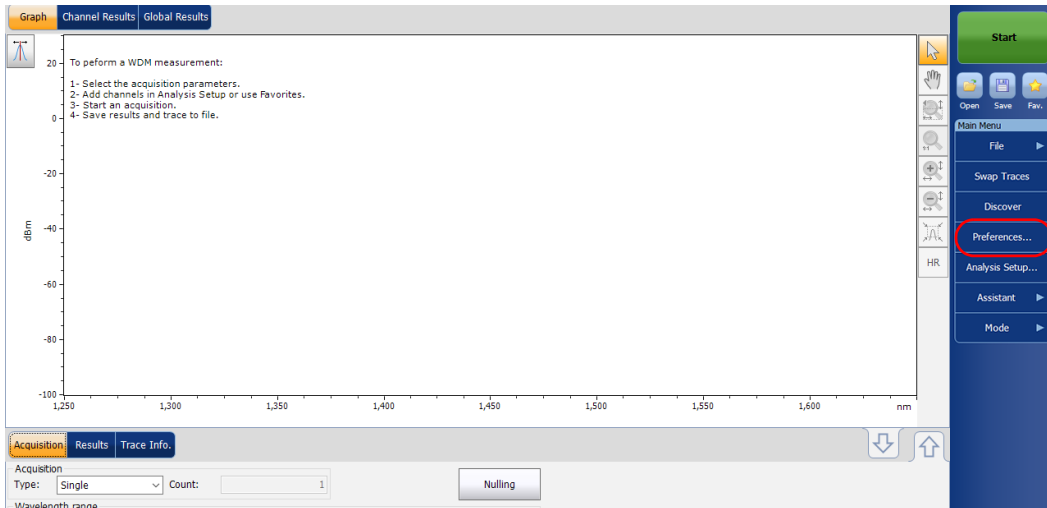 Graph Channel Results Global Results
Start
To peform a WDM measurement:
1- Select the acquisition parameters.
2- Add channels in Analysis Setup or use Favorites.
3- Start an acquisition.
4- Save results and trace to file.
20
0
-20
-40
-60
-80
-100
dBm
1,250 1,300 1,350 1,400 1,450 1,500 1,550 1,600 nm
HR
Open Save Fav.
Main Menu
File
Swap Traces
Discover
Preferences...
Analysis Setup...
Assistant
Mode
Acquisition Results Trace Info.
Acquisition
Type: Single Count: 1 Nulling
Wavelength range